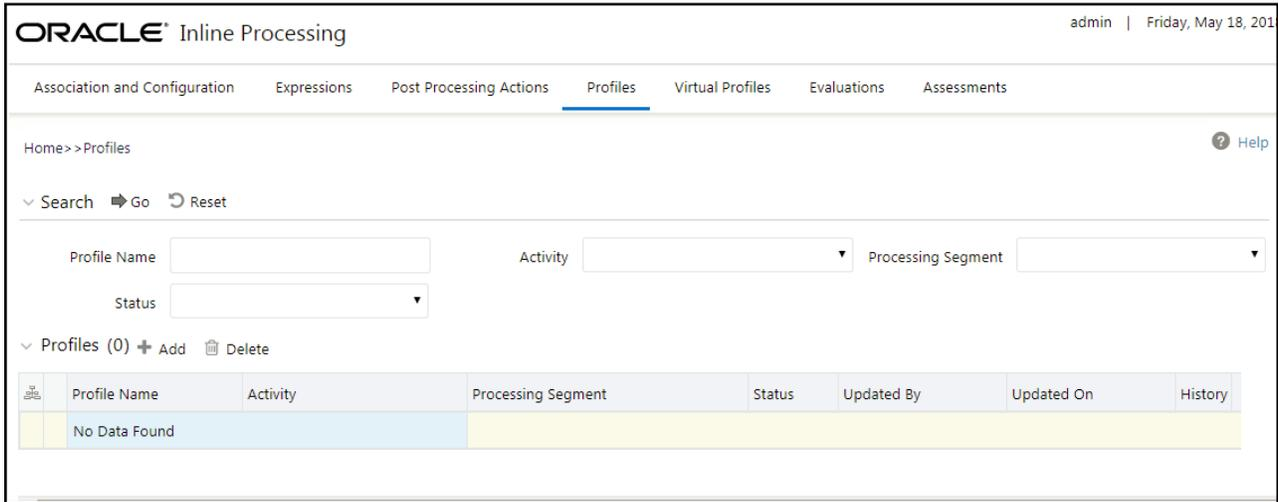 ORACLE® Inline Processing
admin | Friday, May 18, 201
Association and Configuration Expressions Post Processing Actions Profiles Virtual Profiles Evaluations Assessments
Home>>Profiles
? Help
Search Go Reset
Profile Name Activity Processing Segment
Status
Profiles (0) Add Delete
Profile Name Activity Processing Segment Status Updated By Updated On History
No Data Found